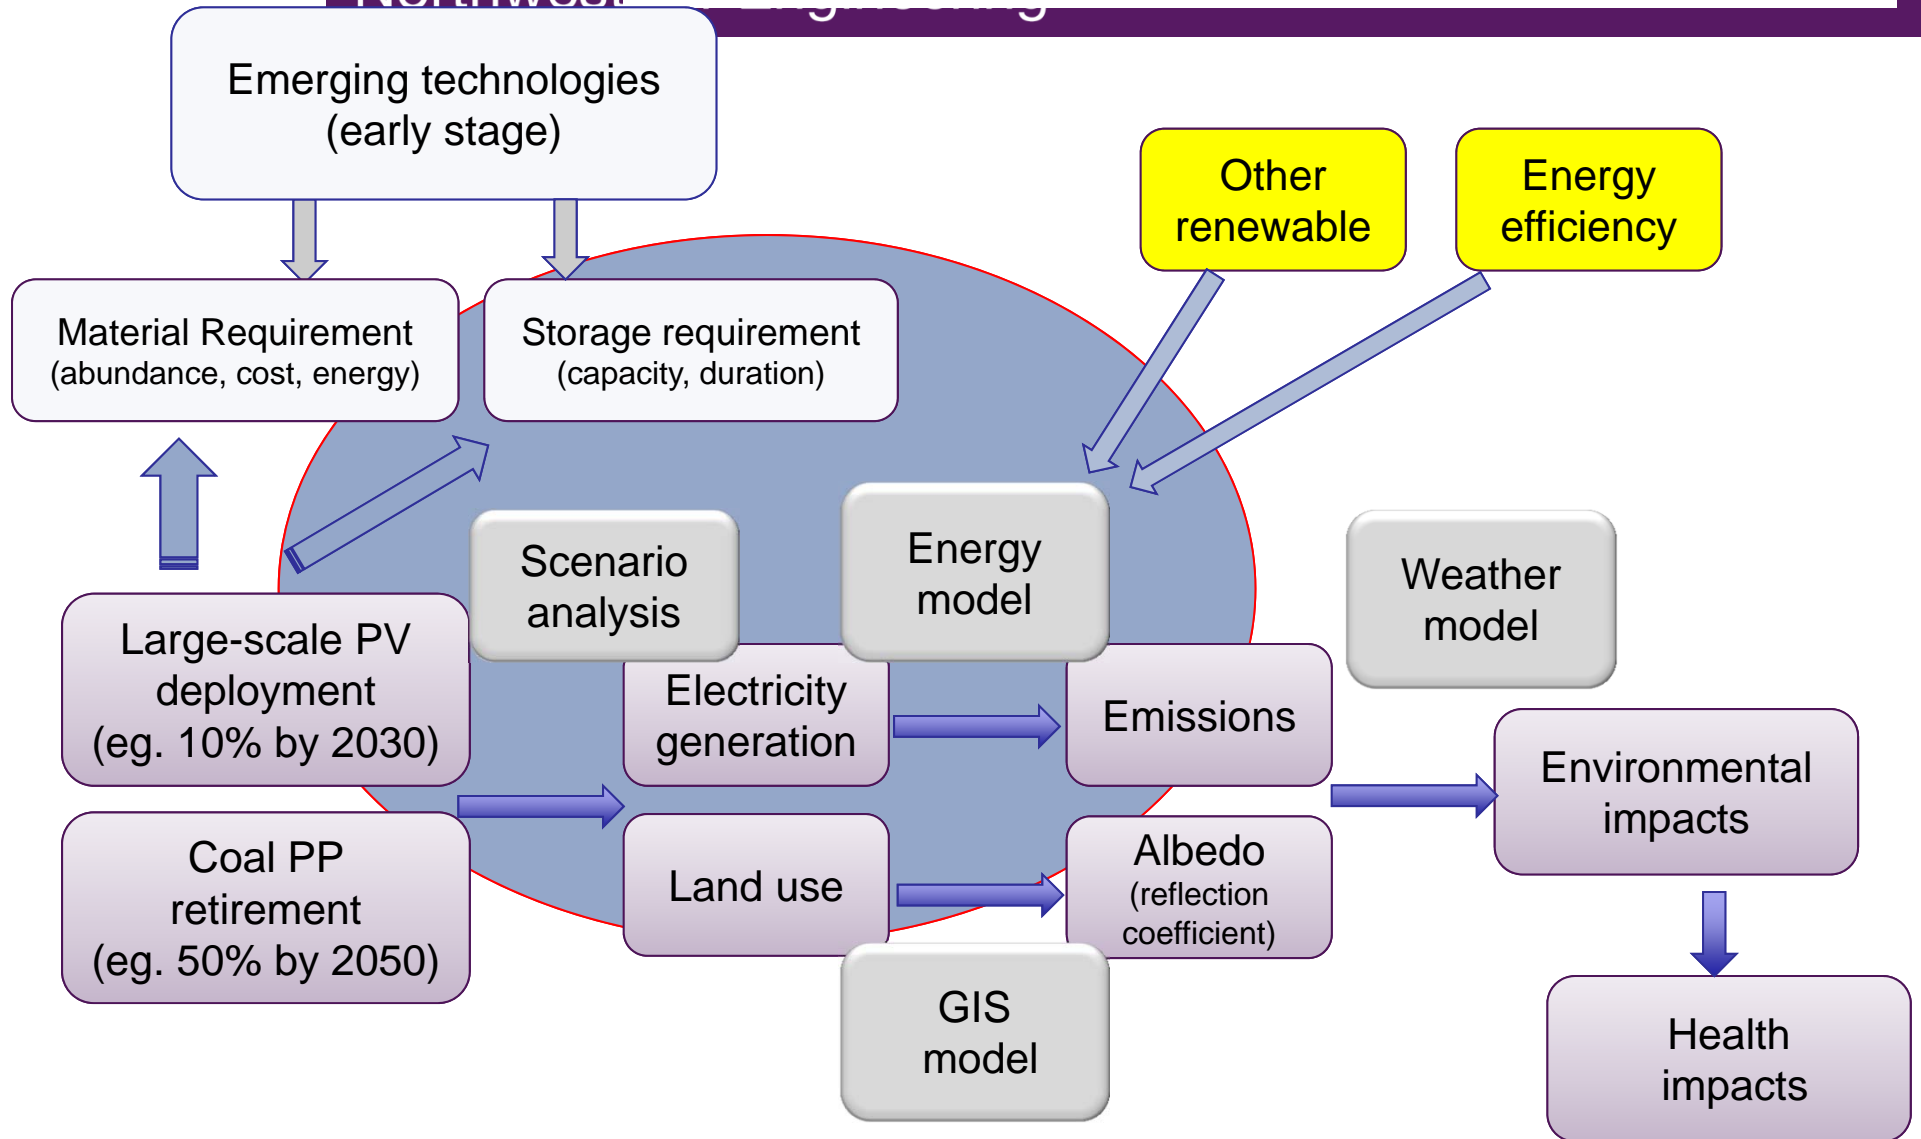 Emerging technologies
(early stage)
Other
renewable
Energy
efficiency
Material Requirement
(abundance, cost, energy)
Storage requirement
(capacity, duration)
Scenario
analysis
Energy
model
Weather
model
Large-scale PV
deployment
(eg. 10% by 2030)
Electricity
generation
Emissions
Environmental
impacts
Coal PP
retirement
(eg. 50% by 2050)
Land use
Albedo
(reflection
coefficient)
GIS
model
Health
impacts